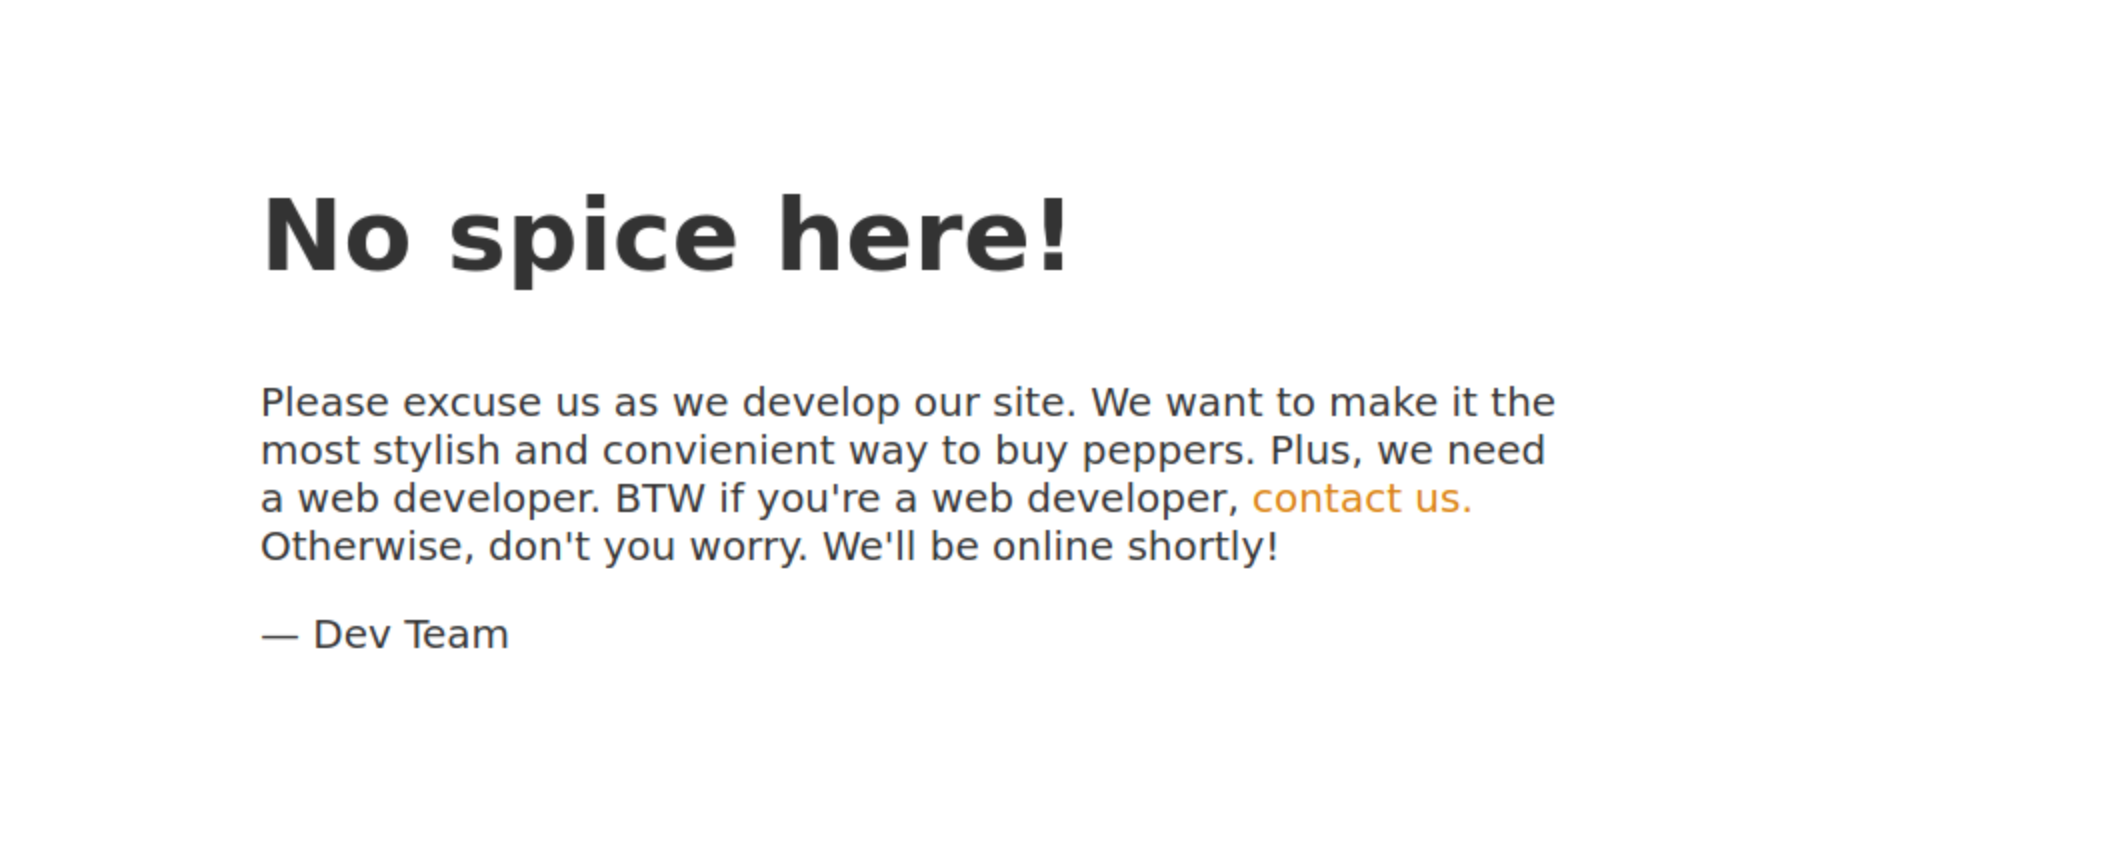 No spice here!
Please excuse us as we develop our site. We want to make it the
most stylish and convienient way to buy peppers. Plus, we need
a web developer. BTW if you're a web developer, contact us.
Otherwise, don't you worry. We'll be online shortly!
— Dev Team